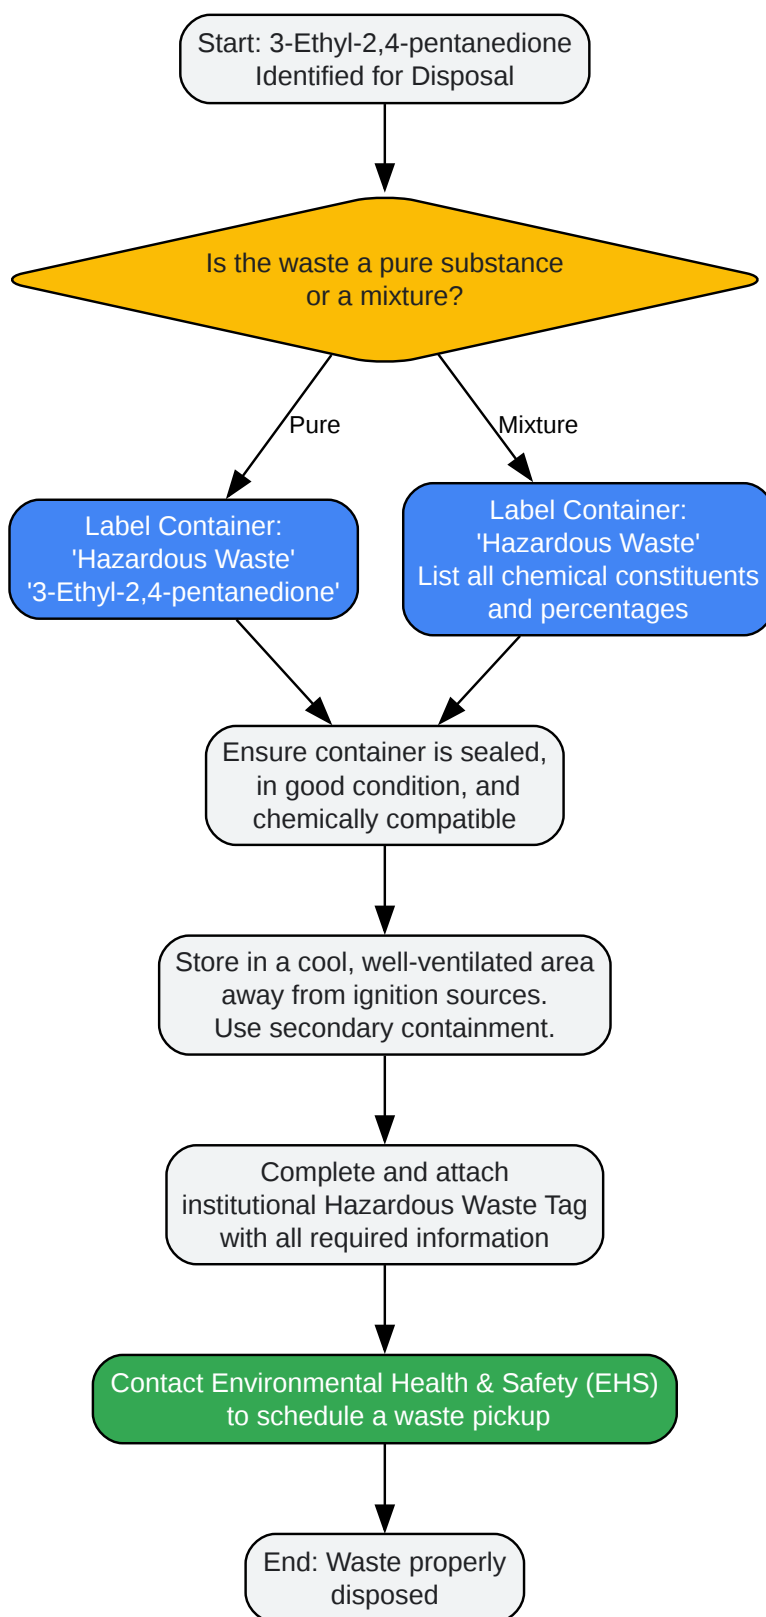 Start: 3-Ethyl-2,4-pentanedione
Identified for Disposal
Is the waste a pure substance
or a mixture?
Pure
Mixture
Label Container:
'Hazardous Waste'
'3-Ethyl-2,4-pentanedione'
Label Container:
'Hazardous Waste'
List all chemical constituents
and percentages
Ensure container is sealed,
in good condition, and
chemically compatible
Store in a cool, well-ventilated area
away from ignition sources.
Use secondary containment.
Complete and attach
institutional Hazardous Waste Tag
with all required information
Contact Environmental Health & Safety (EHS)
to schedule a waste pickup
End: Waste properly
disposed